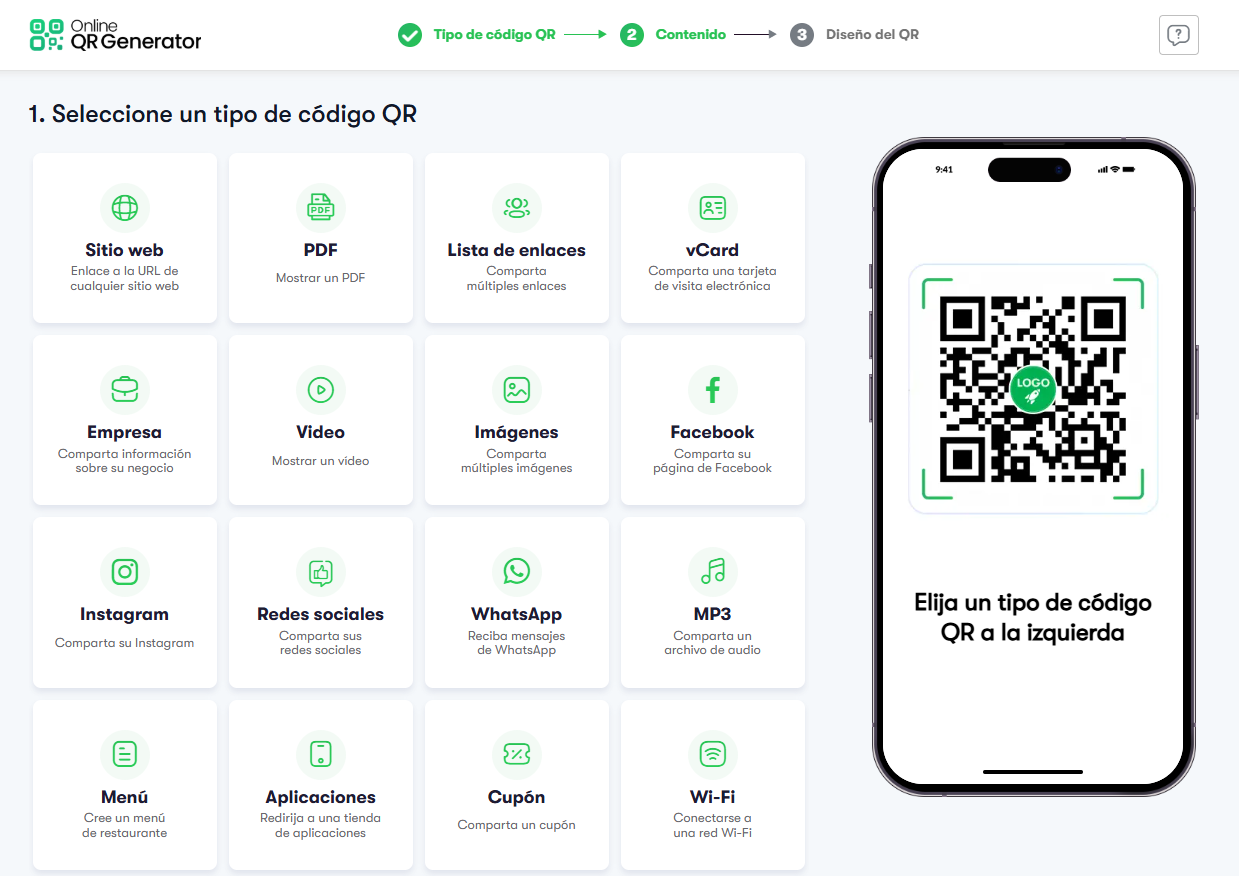 Online
QR Generator
Tipo de código QR
2 Contenido
3 Diseño del QR
?
1. Seleccione un tipo de código QR
Sitio web
Enlace a la URL de
cualquier sitio web
PDF
PDF
Mostrar un PDF
Lista de enlaces
Comparta
múltiples enlaces
vCard
Comparta una tarjeta
de visita electrónica
Empresa
Comparta información
sobre su negocio
Video
Mostrar un video
Imágenes
Comparta
múltiples imágenes
Facebook
Comparta su
página de Facebook
Instagram
Comparta su Instagram
Redes sociales
Comparta sus
redes sociales
WhatsApp
Reciba mensajes
de WhatsApp
MP3
Comparta un
archivo de audio
Menú
Cree un menú
de restaurante
Aplicaciones
Redirija a una tienda
de aplicaciones
Cupón
Comparta un cupón
Wi-Fi
Conectarse a
una red Wi-Fi
9:41
LOGO
Elija un tipo de código
QR a la izquierda